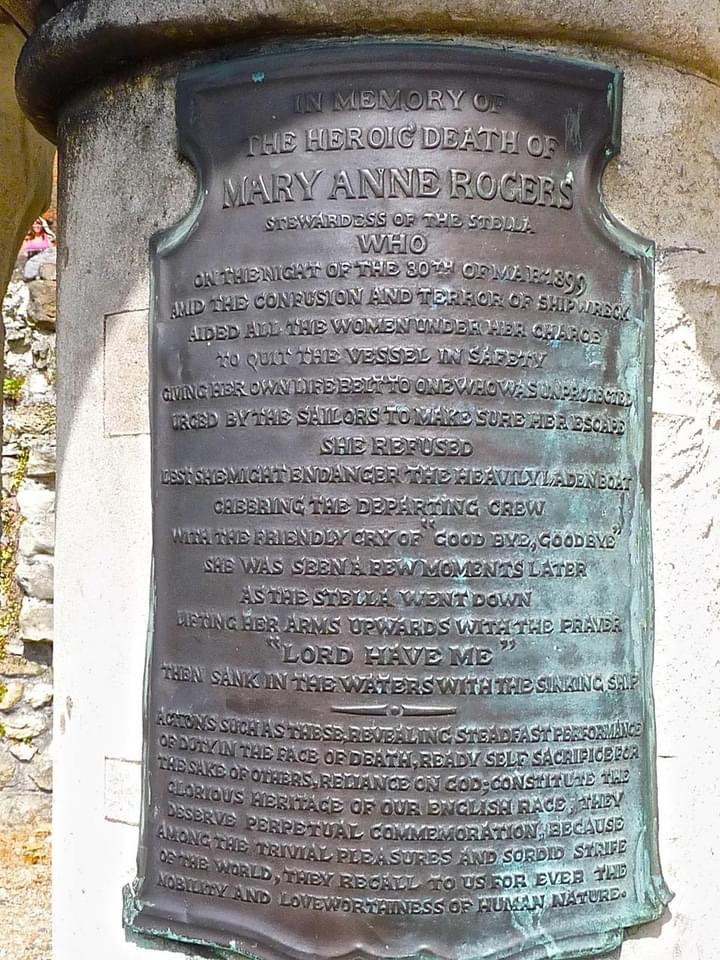 IN MEMORY OF
THE HEROIC DEATH OF
MARY ANNE ROGERS
STEWARDESS OF THE STELLA
WHO
ON THE NIGHT OF THE 30TH OF MAR: 1899
AMID THE CONFUSION AND TERROR OF SHIPWRECK
AIDED ALL THE WOMEN UNDER HER CHARGE
TO QUIT THE VESSEL IN SAFETY
GIVING HER OWN LIFEBELT TO ONE WHO WAS UNPROTECTED
URGED BY THE SAILORS TO MAKE SURE HER ESCAPE
SHE REFUSED
LEST SHE MIGHT ENDANGER THE HEAVILY LADEN BOAT
CHEERING THE DEPARTING CREW
WITH THE FRIENDLY CRY OF "GOOD BYE, GOOD BYE"
SHE WAS SEEN A FEW MOMENTS LATER
AS THE STELLA WENT DOWN
LIFTING HER ARMS UPWARDS WITH THE PRAYER
"LORD HAVE ME"
THEN SANK IN THE WATERS WITH THE SINKING SHIP
ACTIONS SUCH AS THESE, REVEALING STEADFAST PERFORMANCE
OF DUTY IN THE FACE OF DEATH, READY SELF SACRIFICE FOR
THE SAKE OF OTHERS, RELIANCE ON GOD; CONSTITUTE THE
GLORIOUS HERITAGE OF OUR ENGLISH RACE, THEY
DESERVE PERPETUAL COMMEMORATION, BECAUSE
AMONG THE TRIVIAL PLEASURES AND SORDID STRIFE
OF THE WORLD, THEY RECALL TO US FOR EVER THE
NOBILITY AND LOVEWORTHINESS OF HUMAN NATURE.